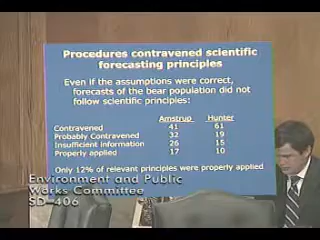 Procedures contravened scientific
forecasting principles
Even if the assumptions were correct,
forecasts of the bear population did not
follow scientific principles:
Amstrup Hunter
Contravened 41 61
Probably Contravened 32 19
Insufficient information 26 15
Properly applied 17 10
Only 12% of relevant principles were properly applied
Environment and Public
Works Committee
SD-406